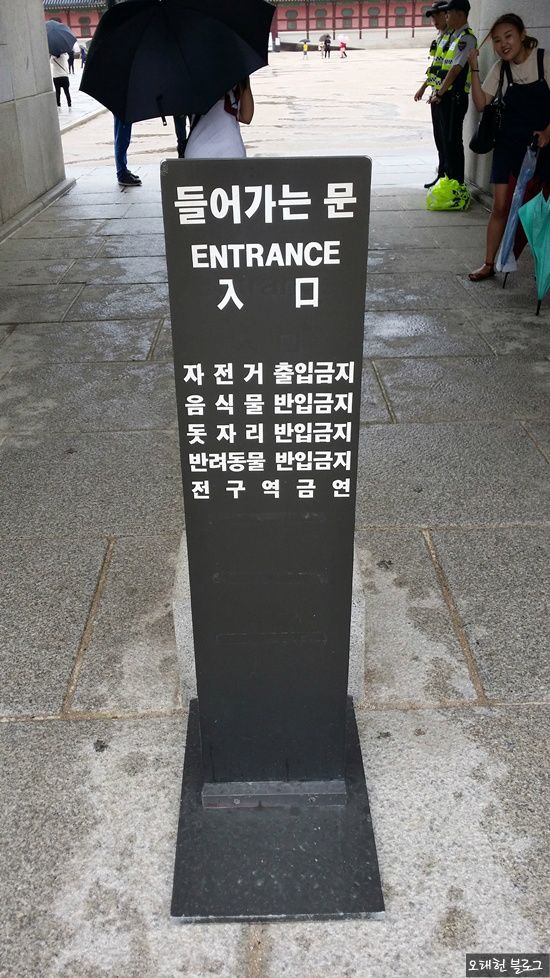 들어가는 문
ENTRANCE
入 口
자 전 거 출입금지
음 식 물 반입금지
돗 자 리 반입금지
반려동물 반입금지
전 구 역 금 연
오태헌 블로그